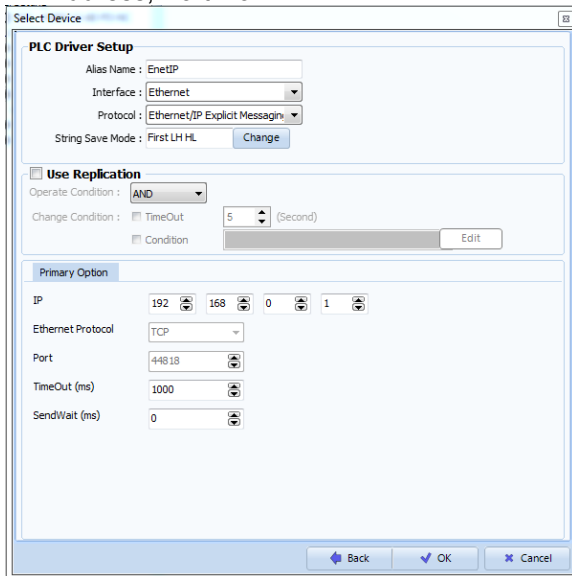 Select Device
PLC Driver Setup
Alias Name : EnetIP
Interface : Ethernet
Protocol : Ethernet/IP Explicit Messaging
String Save Mode : First LH HL Change
Use Replication
Operate Condition : AND
Change Condition : TimeOut 5 (Second)
Condition Edit
Primary Option
IP 192 168 0 1
Ethernet Protocol TCP
Port 44818
TimeOut (ms) 1000
SendWait (ms) 0
Back OK Cancel